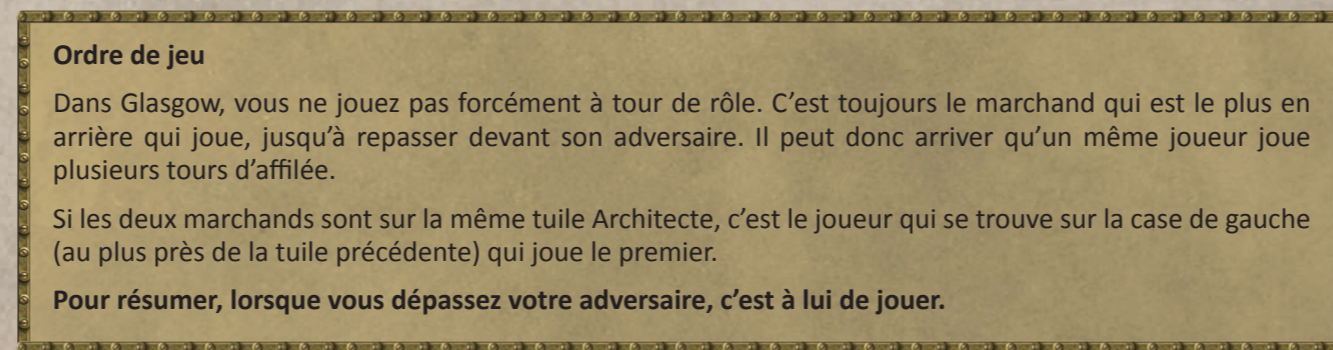 Ordre de jeu
Dans Glasgow, vous ne jouez pas forcément à tour de rôle. C’est toujours le marchand qui est le plus en
arrière qui joue, jusqu’à repasser devant son adversaire. Il peut donc arriver qu’un même joueur joue
plusieurs tours d’affilée.
Si les deux marchands sont sur la même tuile Architecte, c’est le joueur qui se trouve sur la case de gauche
(au plus près de la tuile précédente) qui joue le premier.
Pour résumer, lorsque vous dépassez votre adversaire, c’est à lui de jouer.